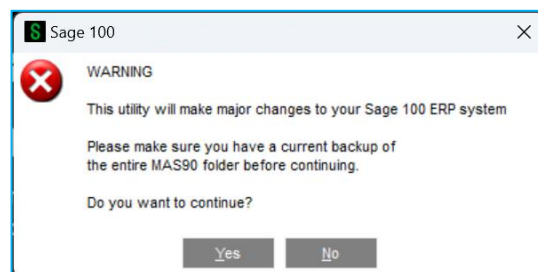 Sage 100
WARNING
This utility will make major changes to your Sage 100 ERP system
Please make sure you have a current backup of
the entire MAS90 folder before continuing.
Do you want to continue?
Yes No